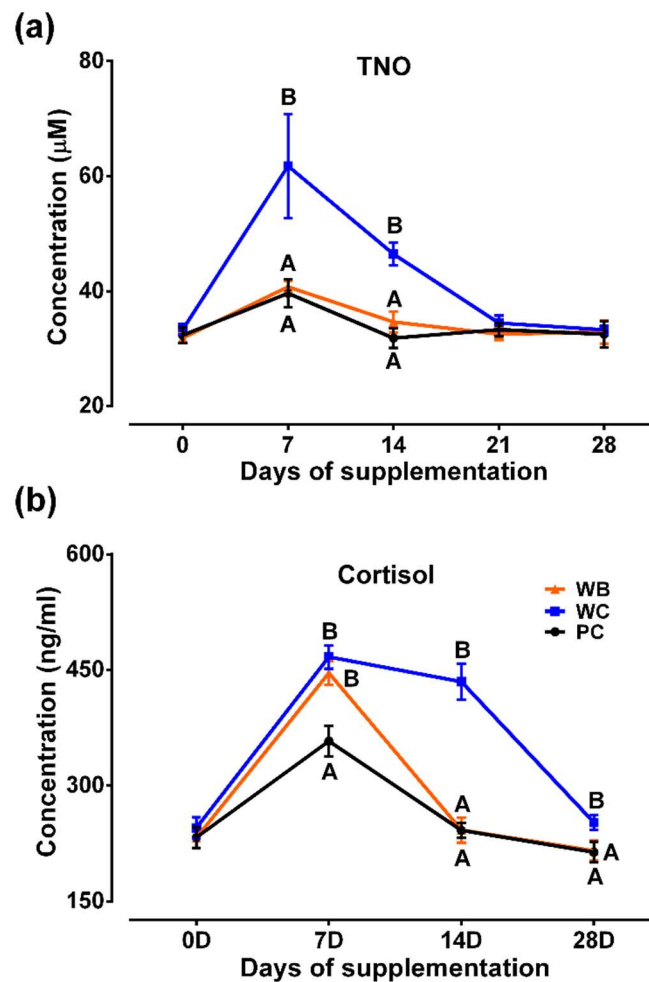 (a)
TNO
Concentration (μM)
80
60
40
20
B
B
A
A
A
A
0 7 14 21 28
Days of supplementation
(b)
Cortisol
Concentration (ng/ml)
600
450
300
150
WB
WC
PC
B
B
B
A
A
A
B
A
A
0D 7D 14D 28D
Days of supplementation